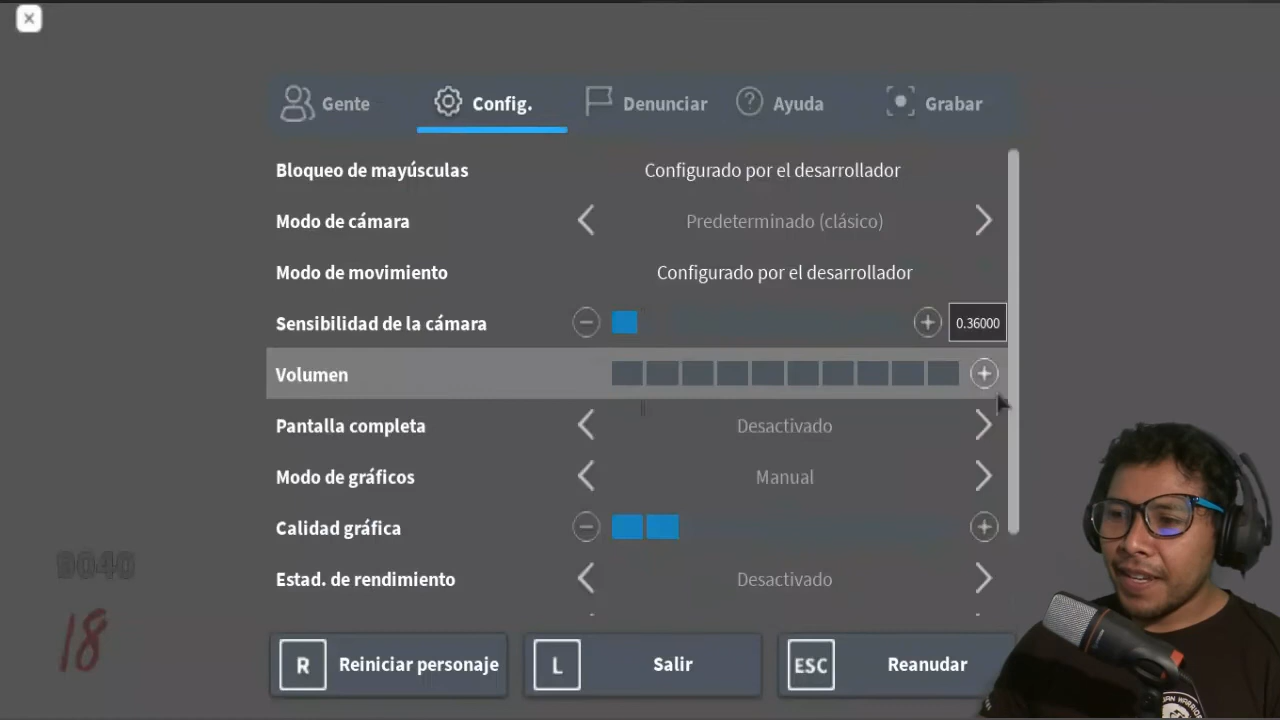 Gente Config. Denunciar Ayuda Grabar
Bloqueo de mayúsculas Configurado por el desarrollador
Modo de cámara Predeterminado (clásico)
Modo de movimiento Configurado por el desarrollador
Sensibilidad de la cámara 0.36000
Volumen
Pantalla completa Desactivado
Modo de gráficos Manual
Calidad gráfica
Estad. de rendimiento Desactivado
18
R Reiniciar personaje L Salir ESC Reanudar